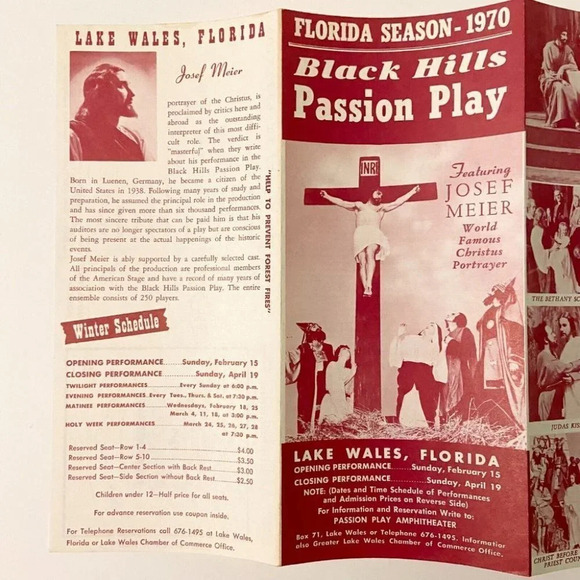 LAKE WALES, FLORIDA
Josef Meier
portrayer of the Christus, is
proclaimed by critics here and
abroad as the outstanding
interpreter of this most diffi-
cult role. The verdict is
"masterful" when they write
about his performance in the
Black Hills Passion Play.
Born in Luenen, Germany, he became a citizen of the
United States in 1938. Following many years of study and
preparation, he assumed the principal role in the production
and has since given more than six thousand performances.
The most sincere tribute that can be paid him is that his
auditors are no longer spectators of a play but are conscious
of being present at the actual happenings of the historic
events.
Josef Meier is ably supported by a carefully selected cast.
All principals of the production are professional members
of the American Stage and have a record of many years of
association with the Black Hills Passion Play. The entire
ensemble consists of 250 players.
"HELP TO PREVENT FOREST FIRES"
Winter Schedule
OPENING PERFORMANCE......Sunday, February 15
CLOSING PERFORMANCE.........Sunday, April 19
TWILIGHT PERFORMANCES.........Every Sunday at 6:00 p.m.
EVENING PERFORMANCES..Every Tues., Thurs. & Sat. at 7:30 p.m.
MATINEE PERFORMANCES......Wednesdays, February 18, 25
March 4, 11, 18, at 3:00 p.m.
HOLY WEEK PERFORMANCES......March 24, 25, 26, 27, 28
at 7:30 p.m.
Reserved Seat—Row 1-4 $4.00
Reserved Seat—Row 5-10 $3.50
Reserved Seat—Center Section with Back Rest $3.00
Reserved Seat—Side Section without Back Rest $2.50
Children under 12—Half price for all seats.
For advance reservation use coupon inside.
For Telephone Reservations call 676-1495 at Lake Wales,
Florida or Lake Wales Chamber of Commerce Office.
FLORIDA SEASON-1970
Black Hills
Passion Play
INRI
Featuring
JOSEF
MEIER
World
Famous
Christus
Portrayer
LAKE WALES, FLORIDA
OPENING PERFORMANCE......Sunday, February 15
CLOSING PERFORMANCE.........Sunday, April 19
NOTE: (Dates and Time Schedule of Performances
and Admission Prices on Reverse Side)
For Information and Reservation Write to:
PASSION PLAY AMPHITEATER
Box 71, Lake Wales or Telephone 676-1495. Information
also Greater Lake Wales Chamber of Commerce Office.
THE BETHANY SC
JUDAS KIS
CHRIST BEFORE
PRIEST COUN